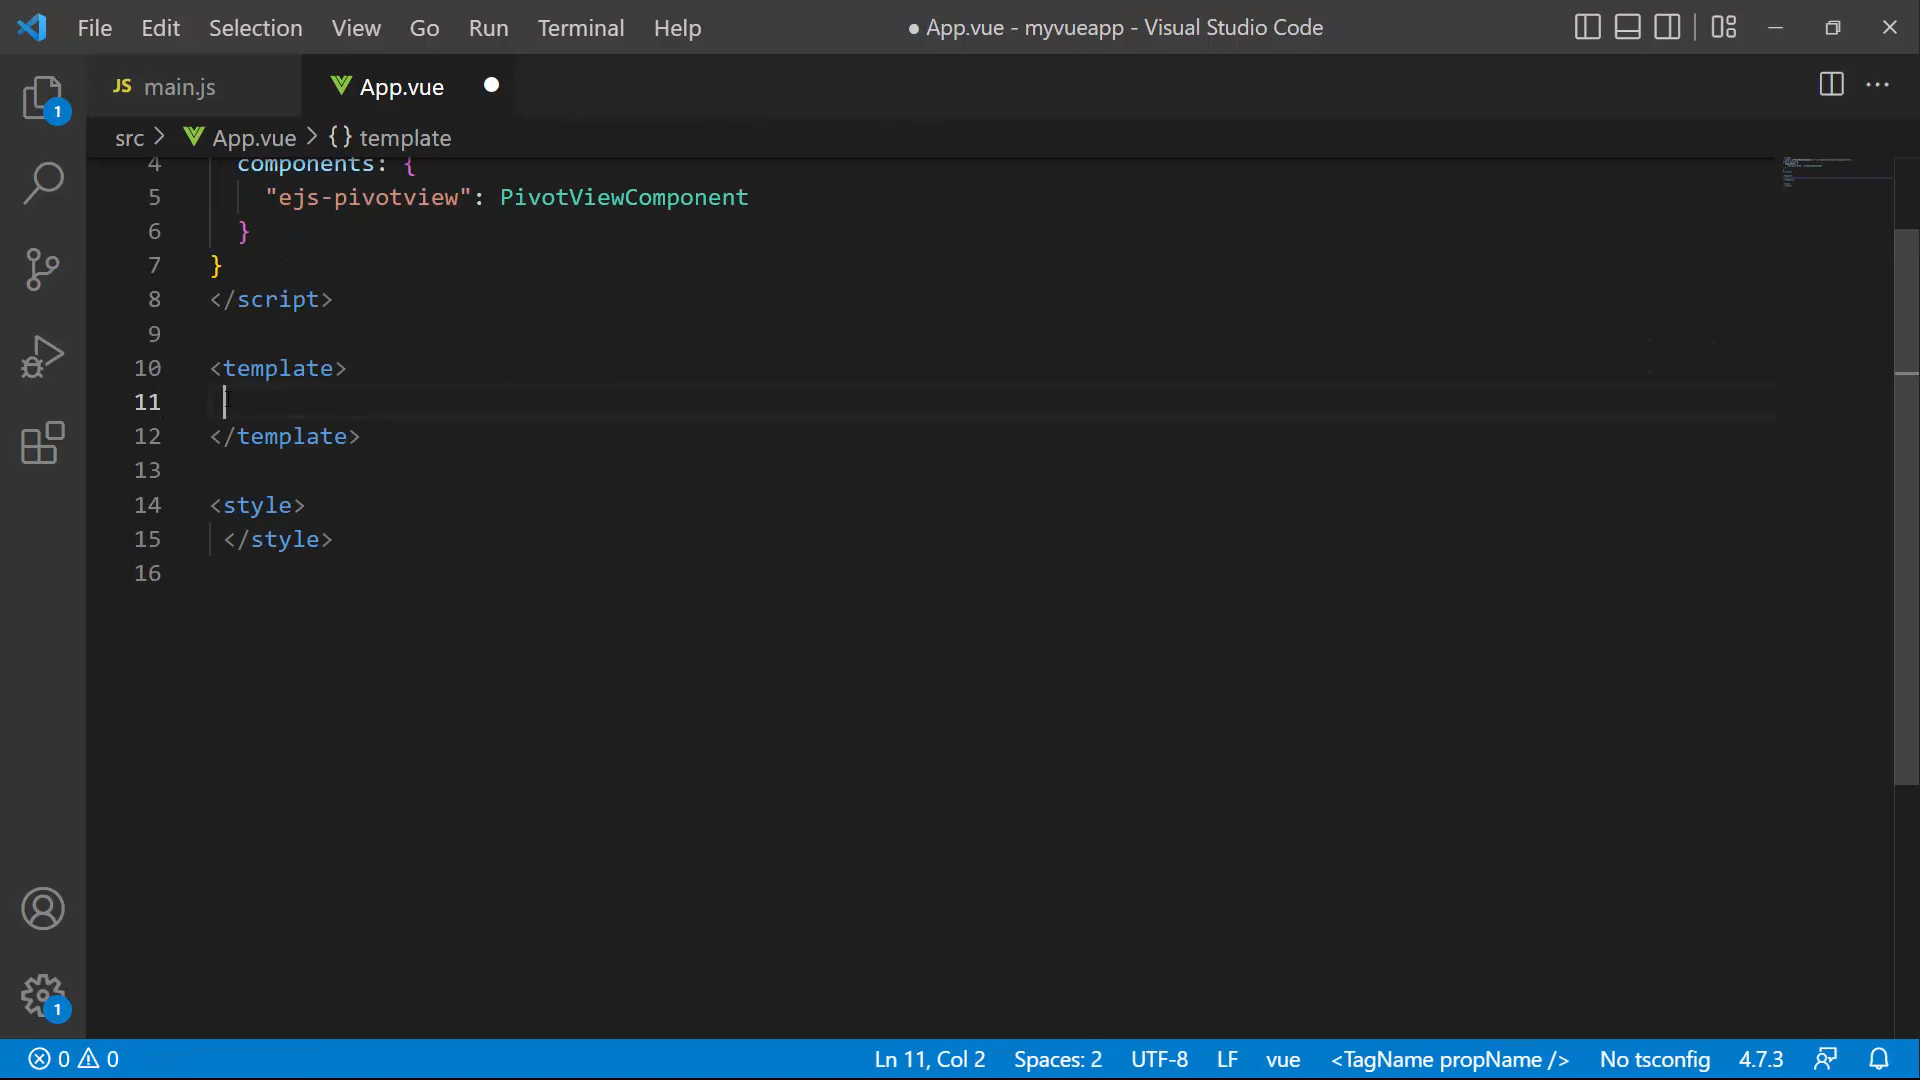 File Edit Selection View Go Run Terminal Help
● App.vue - myvueapp - Visual Studio Code
JS main.js
App.vue
src > App.vue > {} template
4 components: {
5 "ejs-pivotview": PivotViewComponent
6 }
7 }
8 </script>
9
10 <template>
11
12 </template>
13
14 <style>
15 </style>
16
1
1
0 0
Ln 11, Col 2 Spaces: 2 UTF-8 LF vue <TagName propName /> No tsconfig 4.7.3